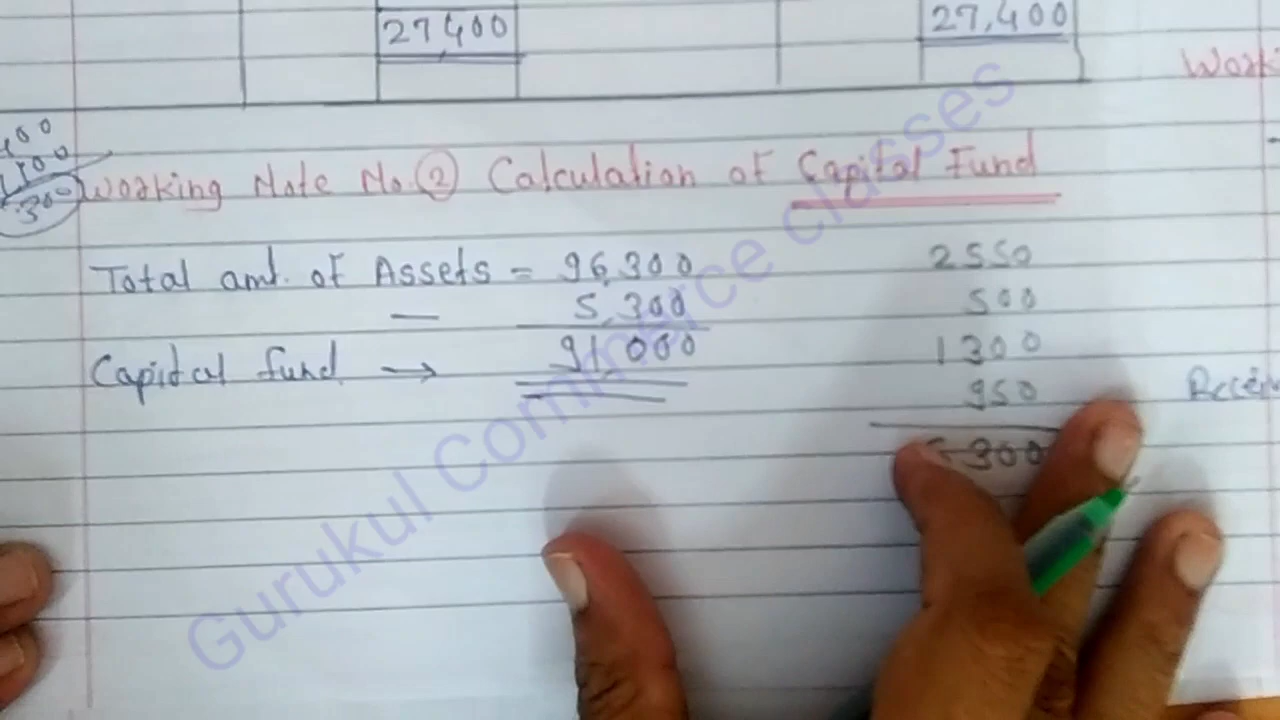 27,400 27,400
Work
Working Note No. ② Calculation of Capital Fund
Total amt. of Assets = 96,300 2550
— 5,300 500
Capital fund → 91,000 1300
950
5300
Gurukul Commerce classes